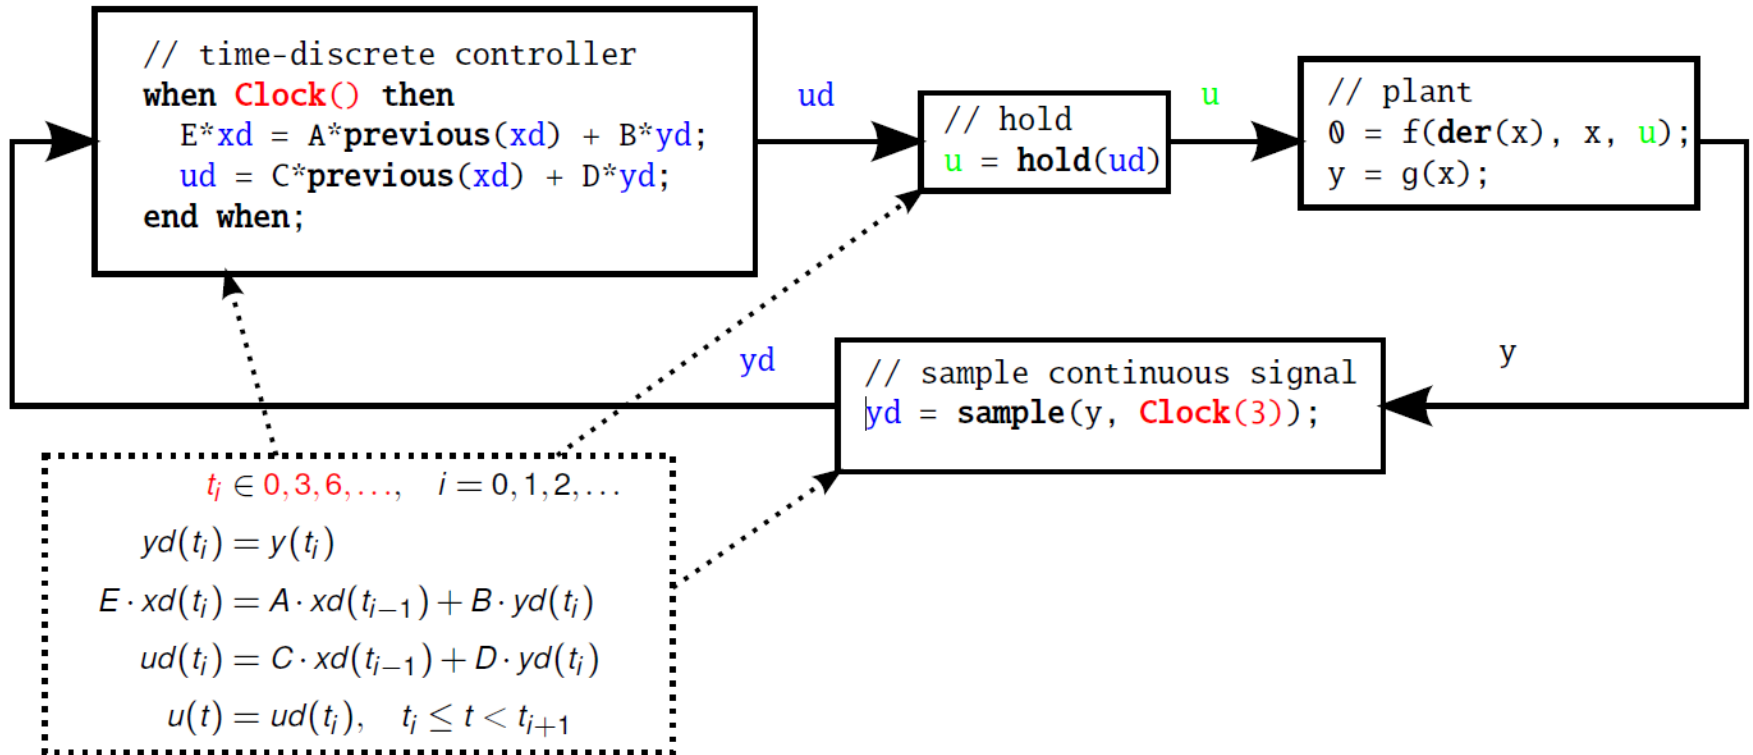 // time-discrete controller
when Clock() then
E*xd = A*previous(xd) + B*yd;
ud = C*previous(xd) + D*yd;
end when;
ud
// hold
u = hold(ud)
u
// plant
0 = f(der(x), x, u);
y = g(x);
yd
// sample continuous signal
yd = sample(y, Clock(3));
y
tᵢ ∈ 0,3,6,..., i = 0,1,2,...
yd(tᵢ) = y(tᵢ)
E · xd(tᵢ) = A · xd(tᵢ₋₁) + B · yd(tᵢ)
ud(tᵢ) = C · xd(tᵢ₋₁) + D · yd(tᵢ)
u(t) = ud(tᵢ), tᵢ ≤ t < tᵢ₊₁